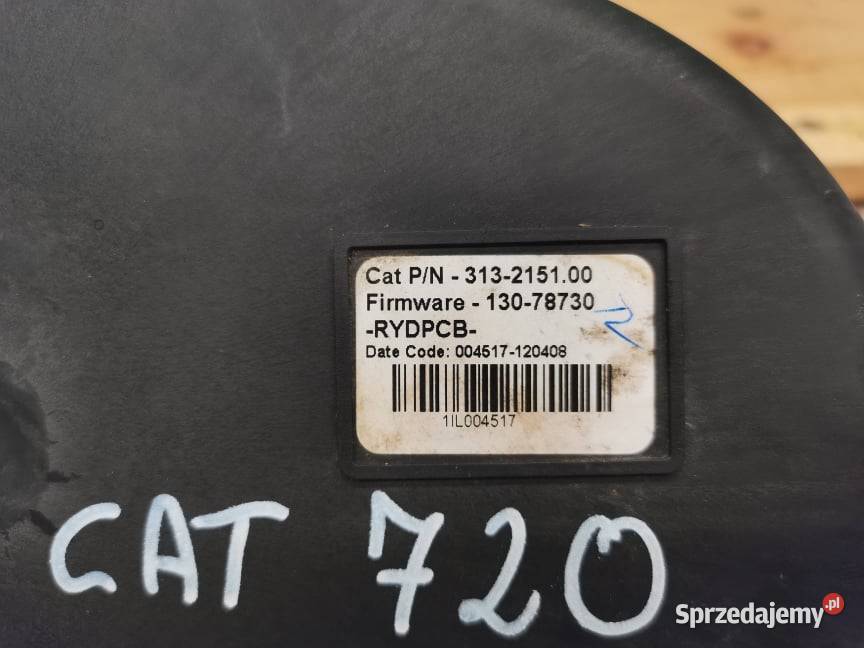 Cat P/N - 313-2151.00
Firmware - 130-78730
-RYDPCB-
Date Code: 004517-120408
1IL004517
CAT 720
Sprzedajemy.pl